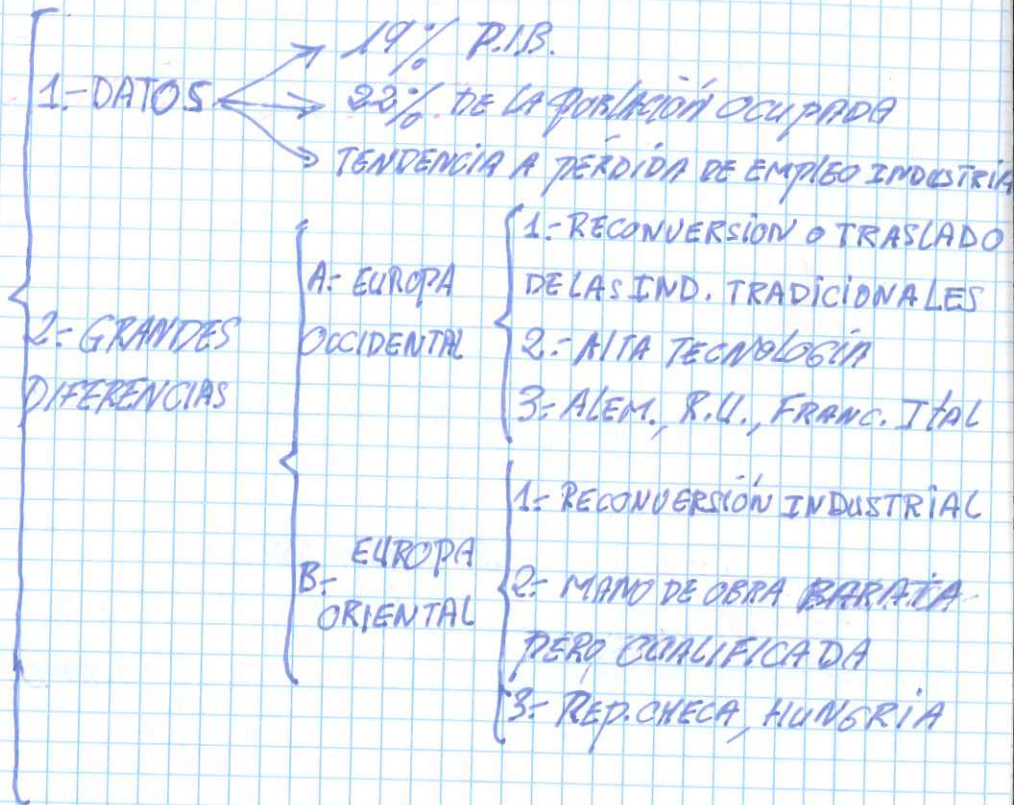 1.- DATOS
19% P.I.B.
22% DE LA POBLACIÓN OCUPADA
TENDENCIA A PÉRDIDA DE EMPLEO INDUSTRIA
2.- GRANDES
DIFERENCIAS
A.- EUROPA
OCCIDENTAL
1.- RECONVERSION O TRASLADO
DE LAS IND. TRADICIONALES
2.- ALTA TECNOLOGÍA
3.- ALEM., R.U., FRANC. ITAL
B.- EUROPA
ORIENTAL
1.- RECONVERSIÓN INDUSTRIAL
2.- MANO DE OBRA BARATA
PERO CUALIFICADA
3.- REP. CHECA, HUNGRÍA